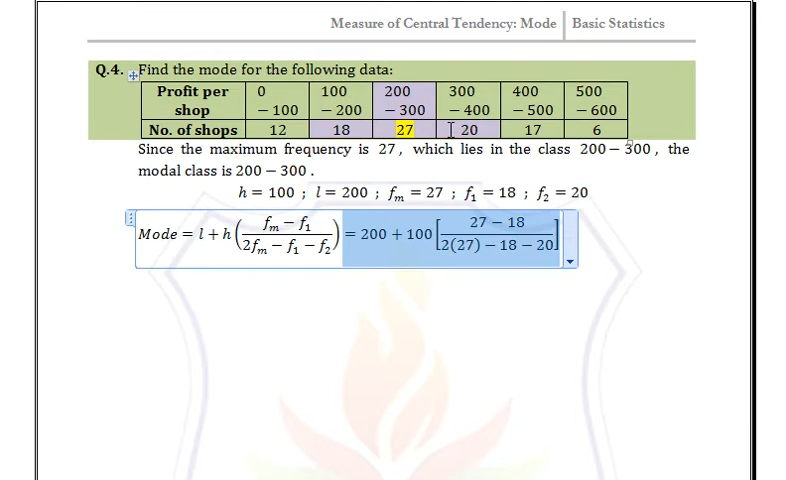 Measure of Central Tendency: Mode Basic Statistics
Q.4. Find the mode for the following data:
Profit per shop 0 − 100 100 − 200 200 − 300 300 − 400 400 − 500 500 − 600
No. of shops 12 18 27 20 17 6
Since the maximum frequency is 27, which lies in the class 200 − 300, the
modal class is 200 − 300.
h = 100 ; l = 200 ; fₘ = 27 ; f₁ = 18 ; f₂ = 20
Mode = l + h ( (fₘ − f₁) / (2fₘ − f₁ − f₂) ) = 200 + 100 [ (27 − 18) / (2(27) − 18 − 20) ]